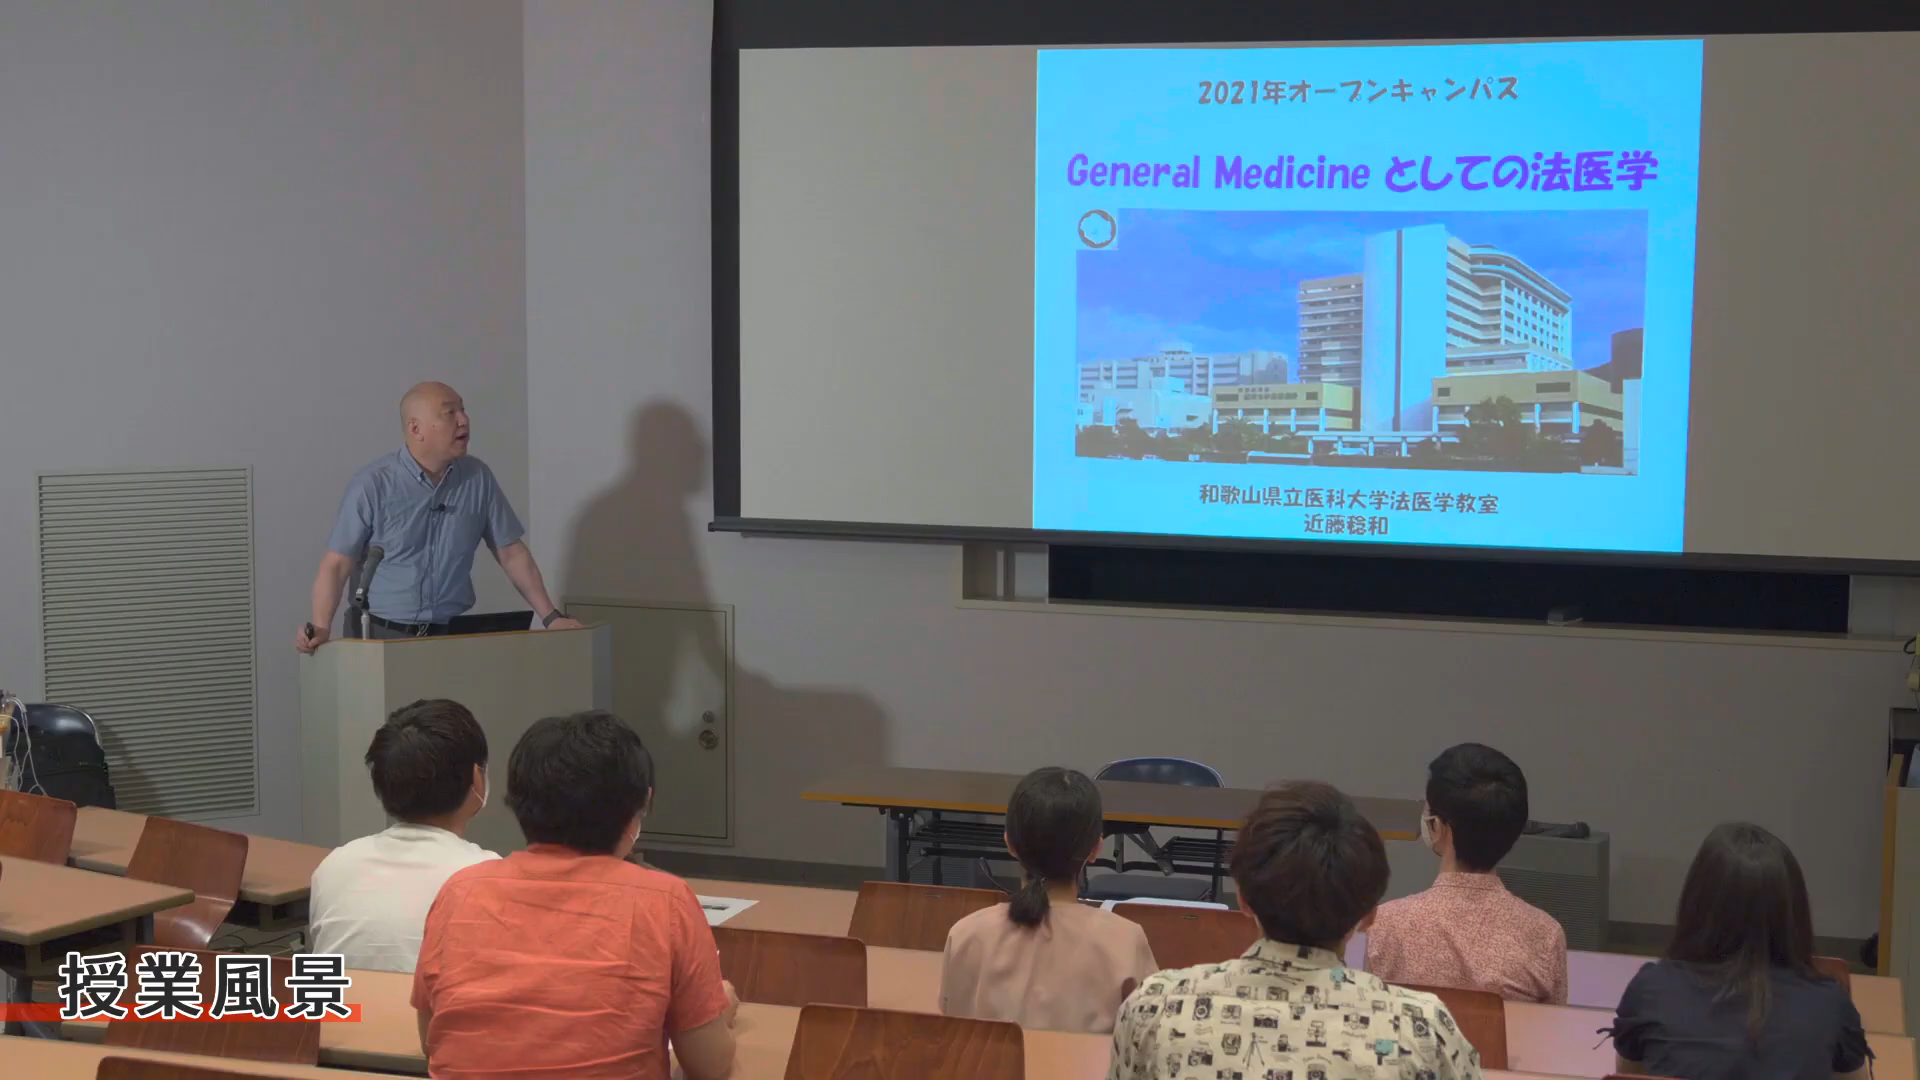 2021年オープンキャンパス
General Medicine としての法医学
和歌山県立医科大学法医学教室
近藤稔和
授業風景